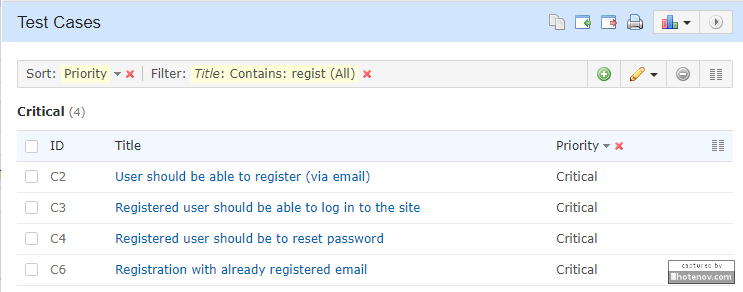 Test Cases
Sort: Priority Filter: Title: Contains: regist (All)
Critical (4)
ID Title Priority
C2 User should be able to register (via email) Critical
C3 Registered user should be able to log in to the site Critical
C4 Registered user should be to reset password Critical
C6 Registration with already registered email Critical
captured by
hotenov.com